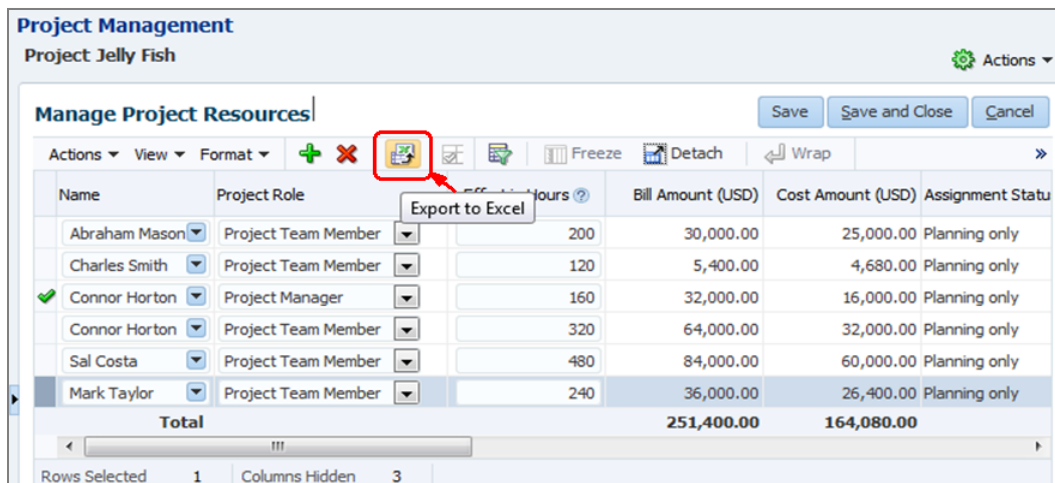 Project Management
Project Jelly Fish
Actions
Manage Project Resources
Save Save and Close Cancel
Actions View Format Freeze Detach Wrap »
Name Project Role Hours Bill Amount (USD) Cost Amount (USD) Assignment Statu
Export to Excel
Abraham Mason Project Team Member 200 30,000.00 25,000.00 Planning only
Charles Smith Project Team Member 120 5,400.00 4,680.00 Planning only
Connor Horton Project Manager 160 32,000.00 16,000.00 Planning only
Connor Horton Project Team Member 320 64,000.00 32,000.00 Planning only
Sal Costa Project Team Member 480 84,000.00 60,000.00 Planning only
Mark Taylor Project Team Member 240 36,000.00 26,400.00 Planning only
Total 251,400.00 164,080.00
Rows Selected 1 Columns Hidden 3